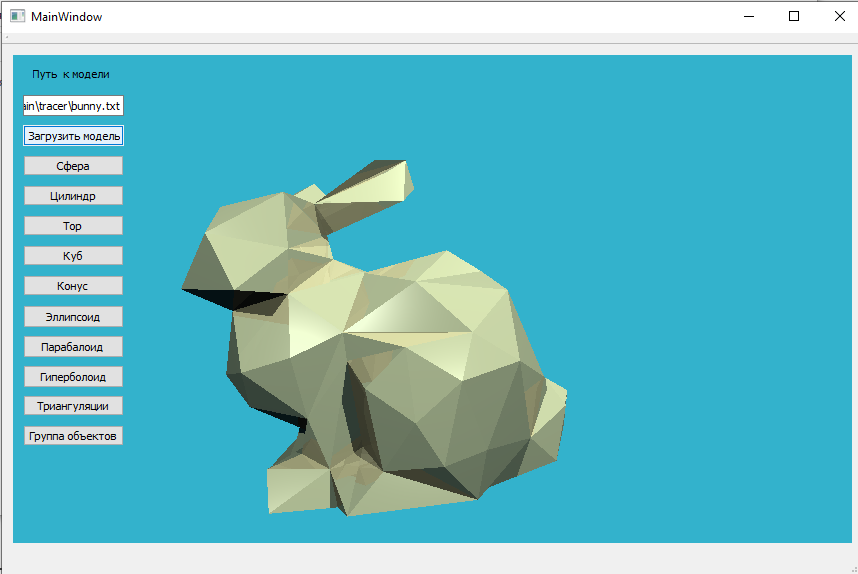 MainWindow
Путь к модели
ain\tracer\bunny.txt
Загрузить модель
Сфера
Цилиндр
Тор
Куб
Конус
Эллипсоид
Парабалоид
Гиперболоид
Триангуляции
Группа объектов